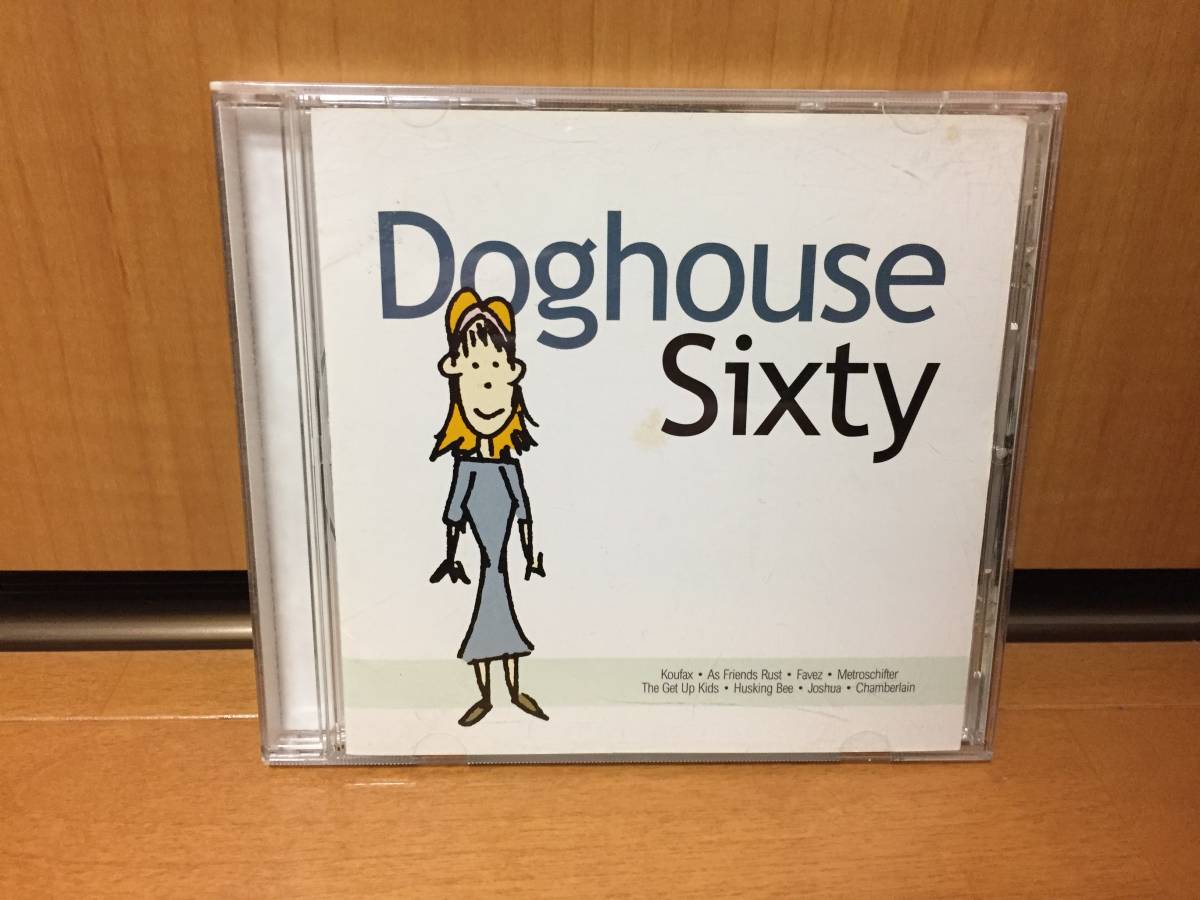 Doghouse
Sixty
Koufax • As Friends Rust • Favez • Metroschifter
The Get Up Kids • Husking Bee • Joshua • Chamberlain